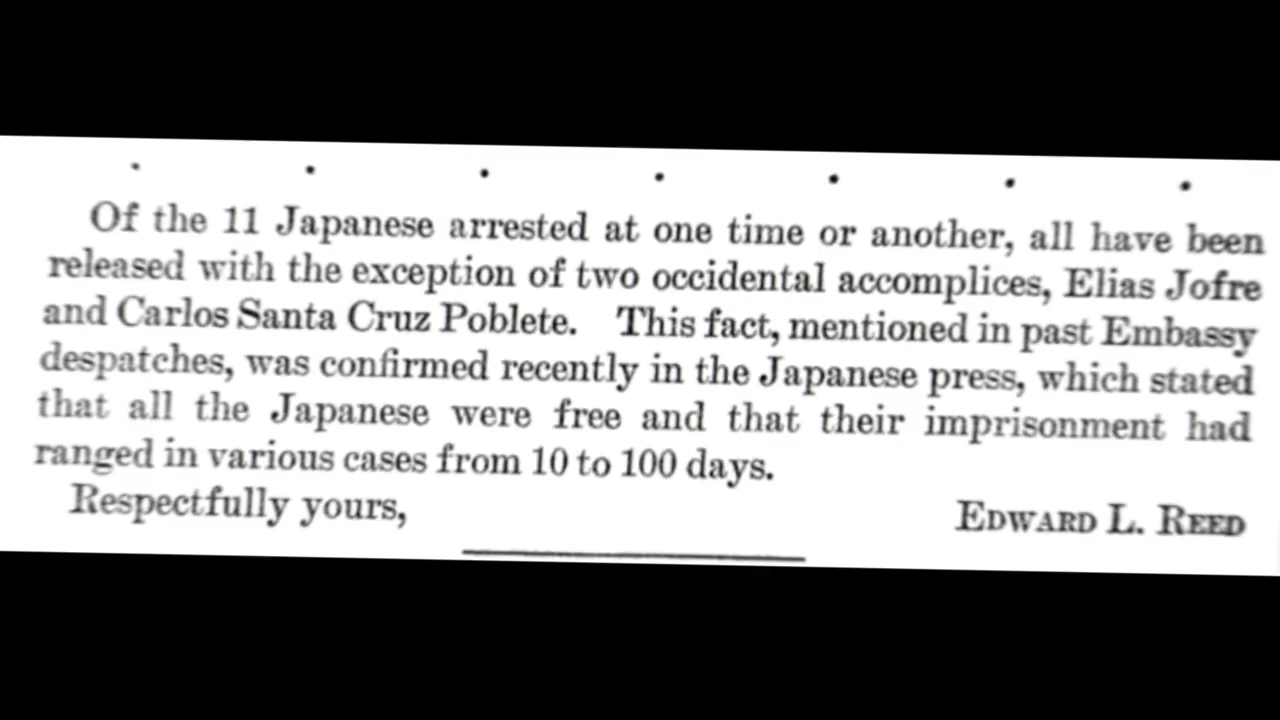 . . . . . . .
Of the 11 Japanese arrested at one time or another, all have been
released with the exception of two occidental accomplices, Elias Jofre
and Carlos Santa Cruz Poblete. This fact, mentioned in past Embassy
despatches, was confirmed recently in the Japanese press, which stated
that all the Japanese were free and that their imprisonment had
ranged in various cases from 10 to 100 days.
Respectfully yours, EDWARD L. REED